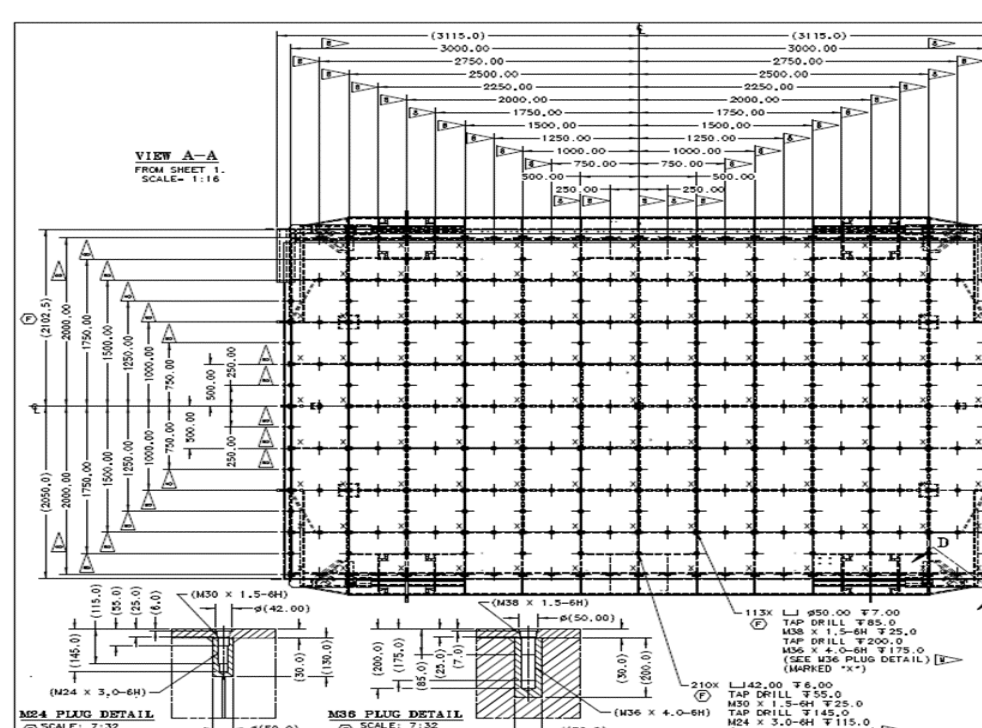 (3115.0) (3115.0)
3000.00 3000.00
2750.00 2750.00
2500.00 2500.00
2250.00 2250.00
2000.00 2000.00
1750.00 1750.00
1500.00 1500.00
1250.00 1250.00
1000.00 1000.00
750.00 750.00
500.00 500.00
250.00 250.00
VIEW A-A
FROM SHEET 1.
SCALE- 1:16
F
(2102.5)
2000.00
1750.00
1500.00
1250.00
1000.00
750.00
500.00
250.00
(2050.0)
2000.00
1750.00
1500.00
1250.00
1000.00
750.00
500.00
250.00
D
(M30 X 1.5-6H)
ø(42.00)
(145.0)
(115.0)
(55.0)
(25.0)
(6.0)
(30.0)
(130.0)
(M24 X 3.0-6H)
M24 PLUG DETAIL
SCALE: 7:32
(M38 X 1.5-6H)
ø(50.00)
(200.0)
(175.0)
(85.0)
(25.0)
(7.0)
(30.0)
(200.0)
(M36 X 4.0-6H)
M36 PLUG DETAIL
SCALE: 7:32
113X ⌴ ø50.00 ↧7.00
F
TAP DRILL ↧85.0
M38 X 1.5-6H ↧25.0
TAP DRILL ↧200.0
M36 X 4.0-6H ↧175.0
(SEE M36 PLUG DETAIL)
(MARKED "X")
210X ⌴42.00 ↧6.00
F
TAP DRILL ↧55.0
M30 X 1.5-6H ↧25.0
TAP DRILL ↧145.0
M24 X 3.0-6H ↧115.0